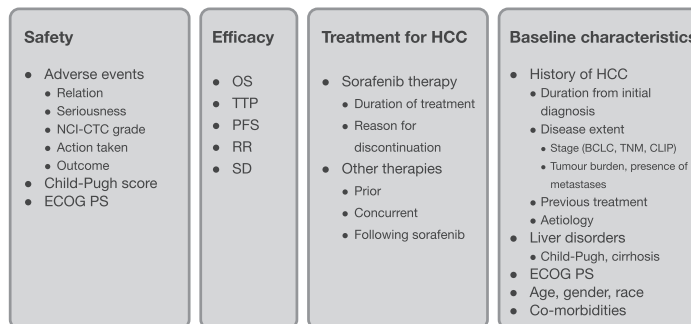 Safety
● Adverse events
● Relation
● Seriousness
● NCI-CTC grade
● Action taken
● Outcome
● Child-Pugh score
● ECOG PS
Efficacy
● OS
● TTP
● PFS
● RR
● SD
Treatment for HCC
● Sorafenib therapy
● Duration of treatment
● Reason for
discontinuation
● Other therapies
● Prior
● Concurrent
● Following sorafenib
Baseline characteristics
● History of HCC
● Duration from initial
diagnosis
● Disease extent
● Stage (BCLC, TNM, CLIP)
● Tumour burden, presence of
metastases
● Previous treatment
● Aetiology
● Liver disorders
● Child-Pugh, cirrhosis
● ECOG PS
● Age, gender, race
● Co-morbidities